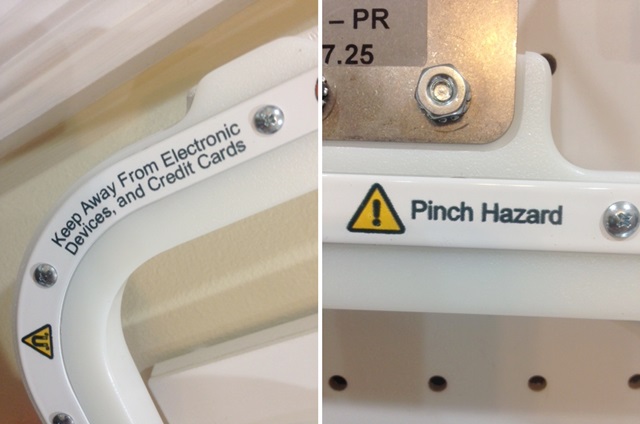 Keep Away From Electronic
Devices, and Credit Cards
– PR
7.25
Pinch Hazard